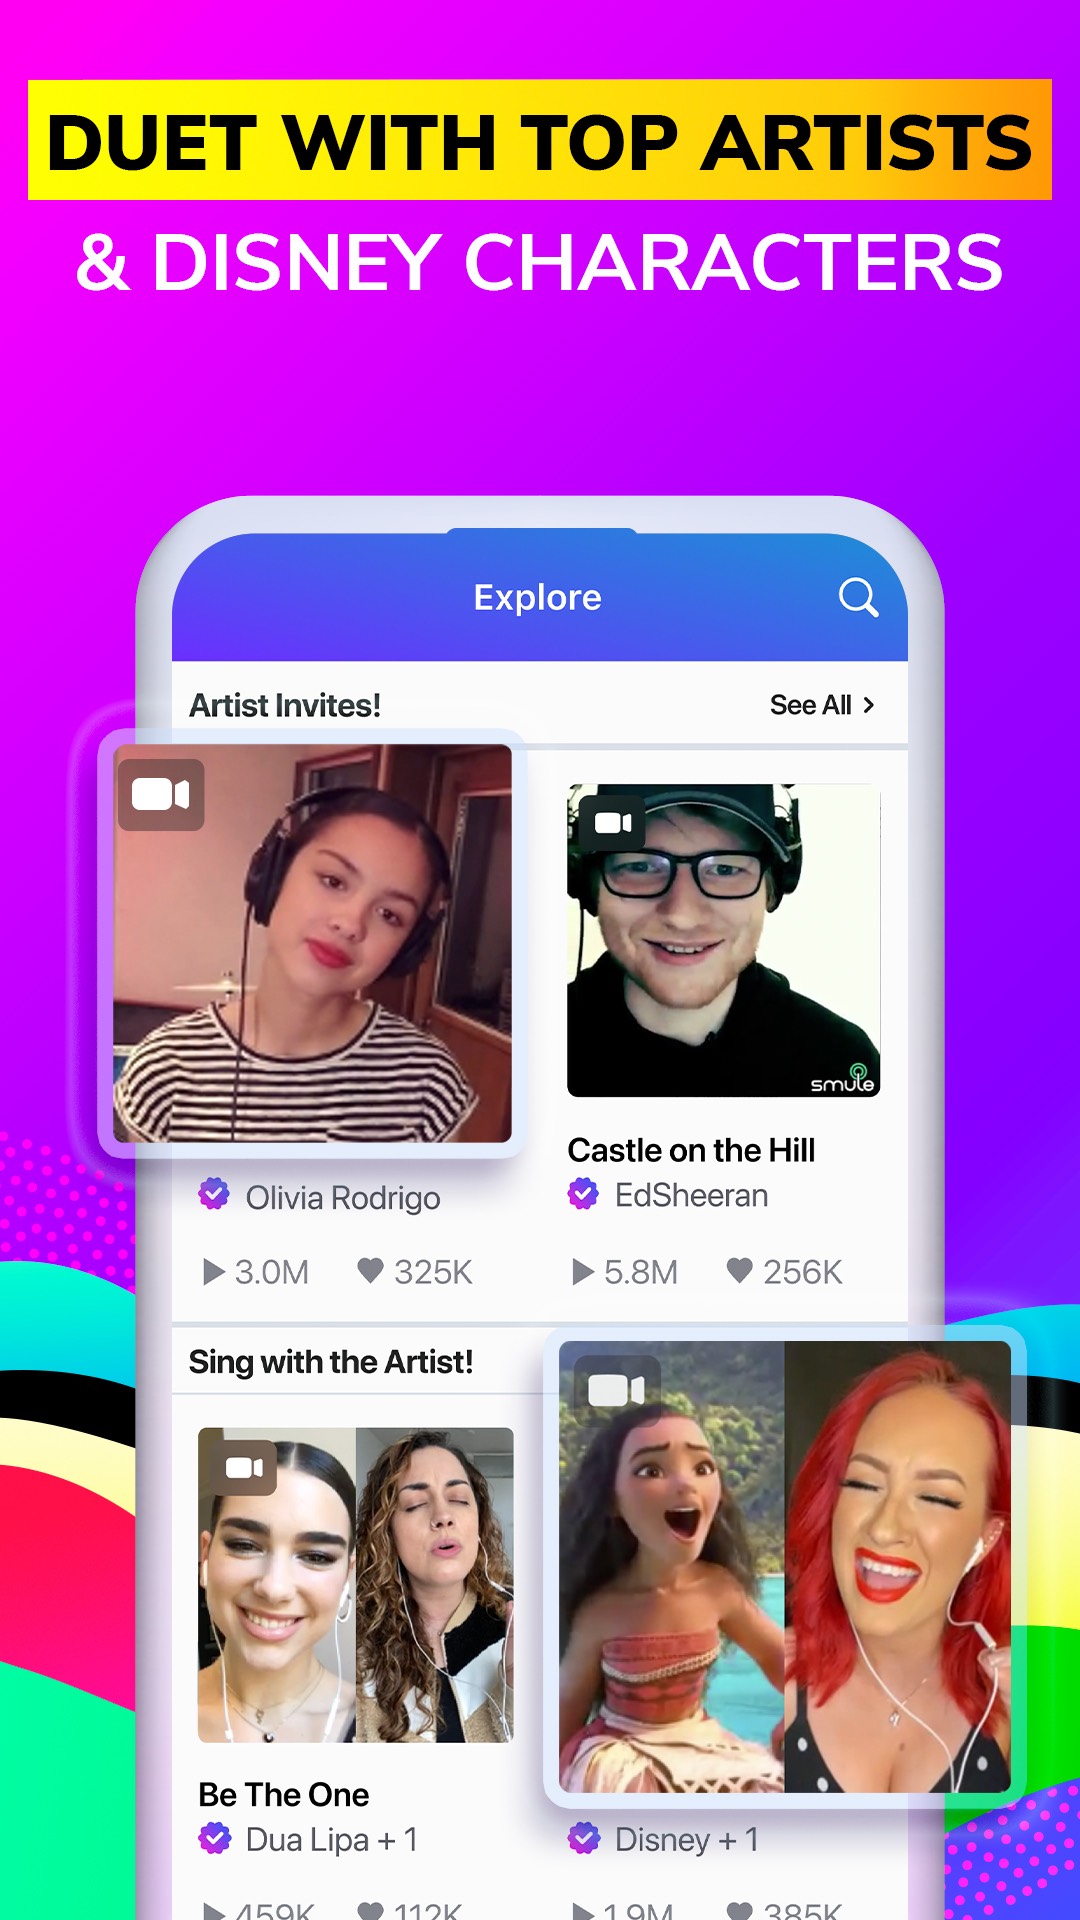 DUET WITH TOP ARTISTS
& DISNEY CHARACTERS
Explore
Artist Invites!
See All >
smule
Olivia Rodrigo
3.0M 325K
Castle on the Hill
EdSheeran
5.8M 256K
Sing with the Artist!
Be The One
Dua Lipa + 1
459K 112K
Disney + 1
1.9M 385K